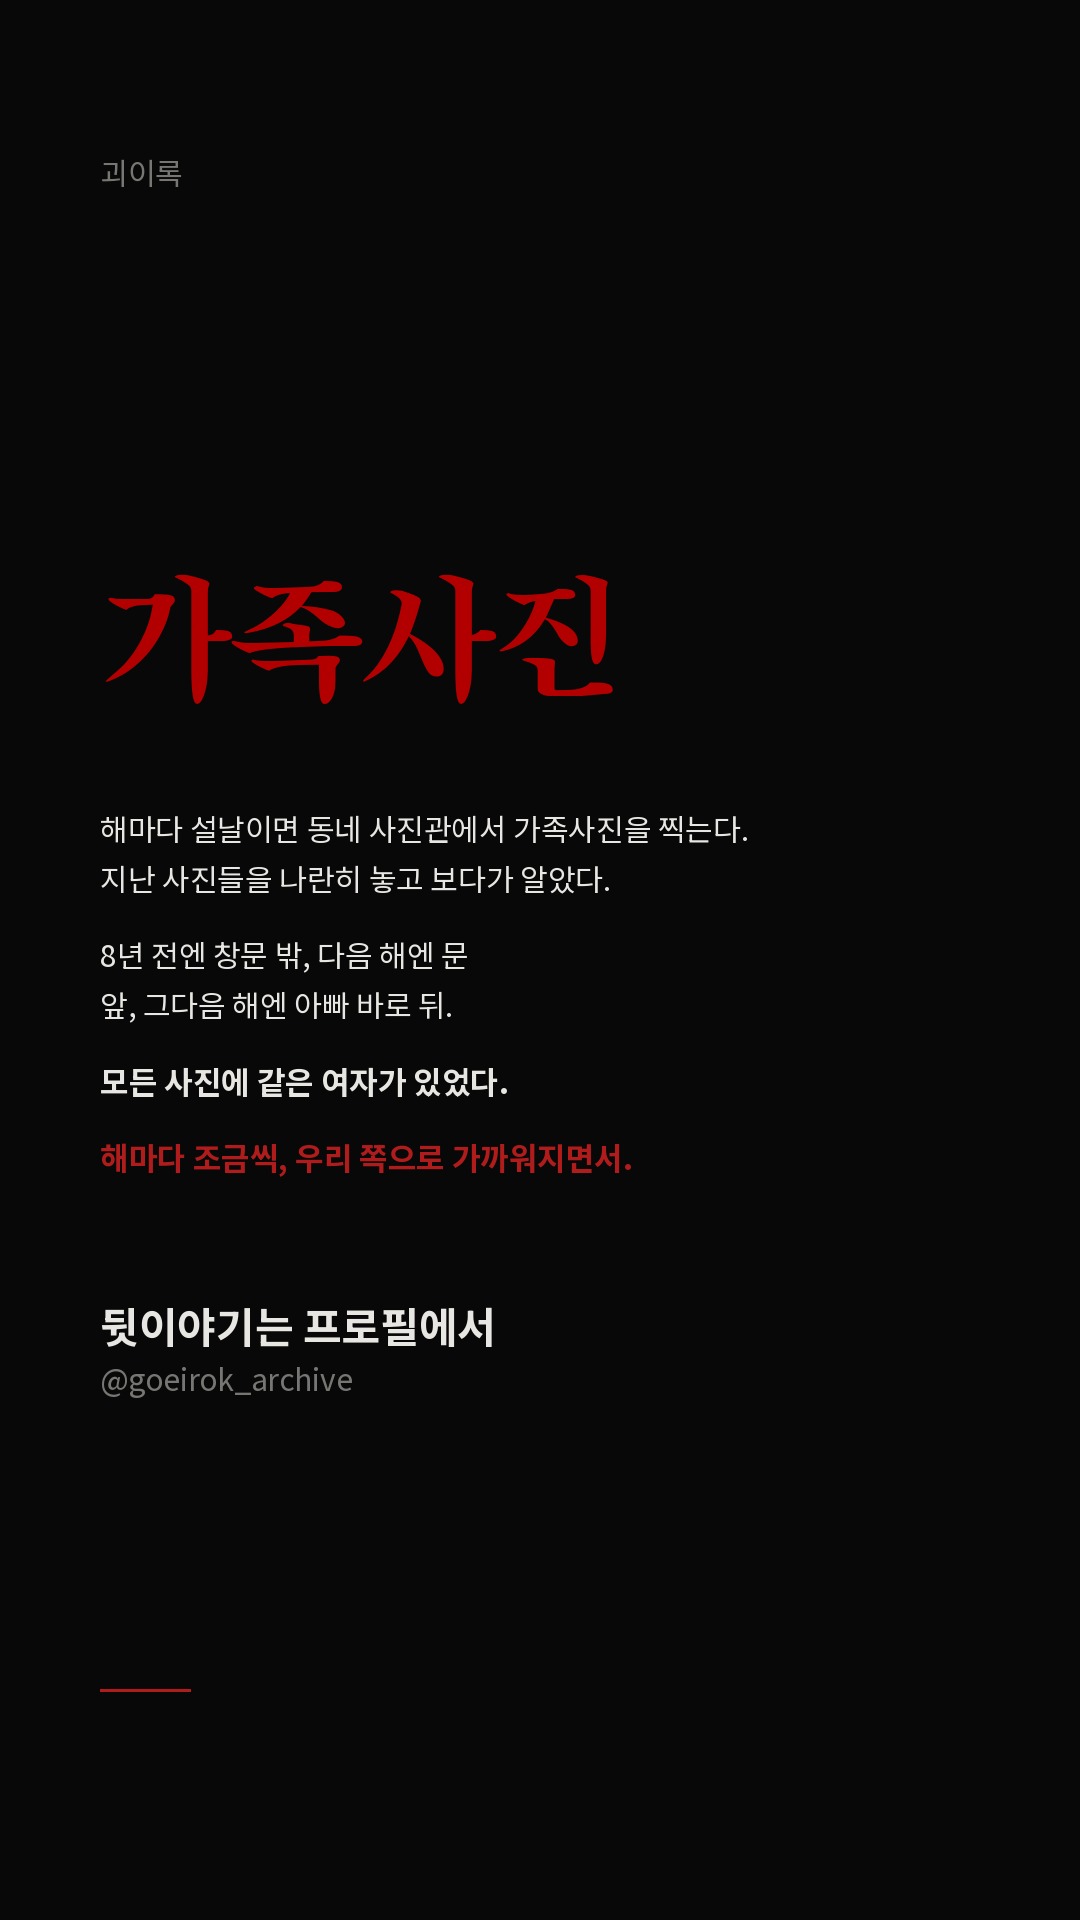 괴이록
가족사진
해마다 설날이면 동네 사진관에서 가족사진을 찍는다.
지난 사진들을 나란히 놓고 보다가 알았다.
8년 전엔 창문 밖, 다음 해엔 문
앞, 그다음 해엔 아빠 바로 뒤.
모든 사진에 같은 여자가 있었다.
해마다 조금씩, 우리 쪽으로 가까워지면서.
뒷이야기는 프로필에서
@goeirok_archive